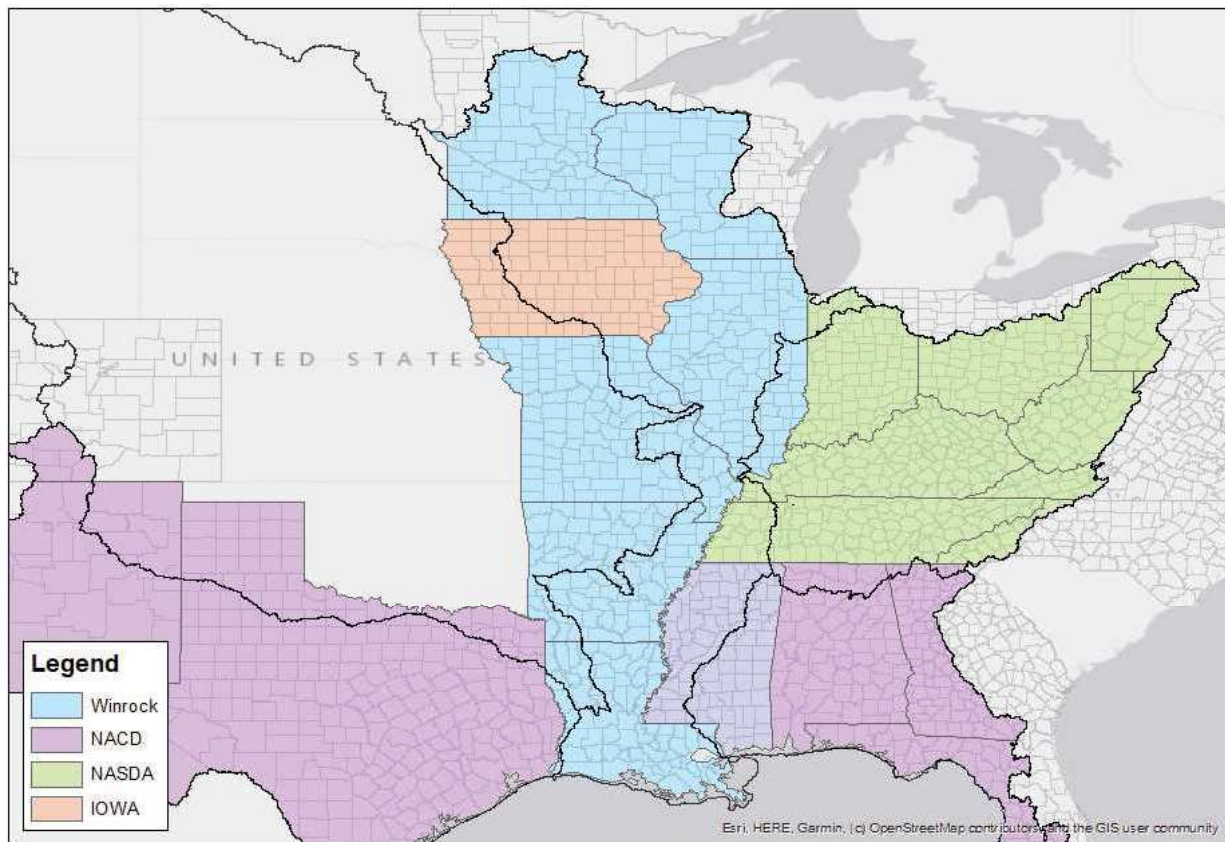 UNITED STATES
Legend
Winrock
NACD
NASDA
IOWA
Esri, HERE, Garmin, (c) OpenStreetMap contributors, and the GIS user community